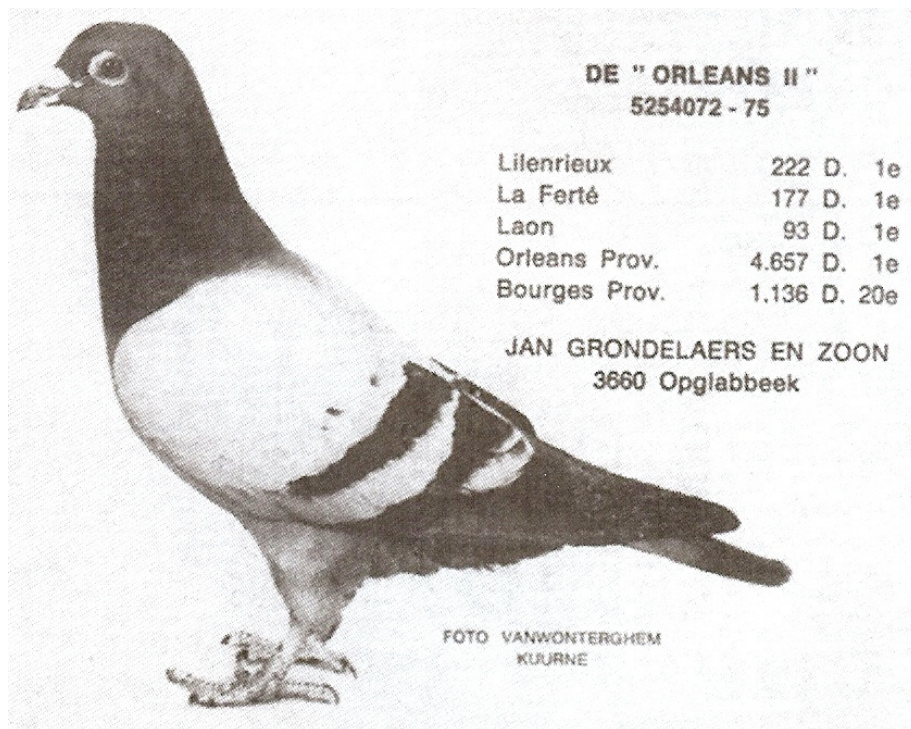 DE " ORLEANS II "
5254072 - 75
Lilenrieux 222 D. 1e
La Ferté 177 D. 1e
Laon 93 D. 1e
Orleans Prov. 4.657 D. 1e
Bourges Prov. 1.136 D. 20e
JAN GRONDELAERS EN ZOON
3660 Opglabbeek
FOTO VANWONTERGHEM
KUURNE